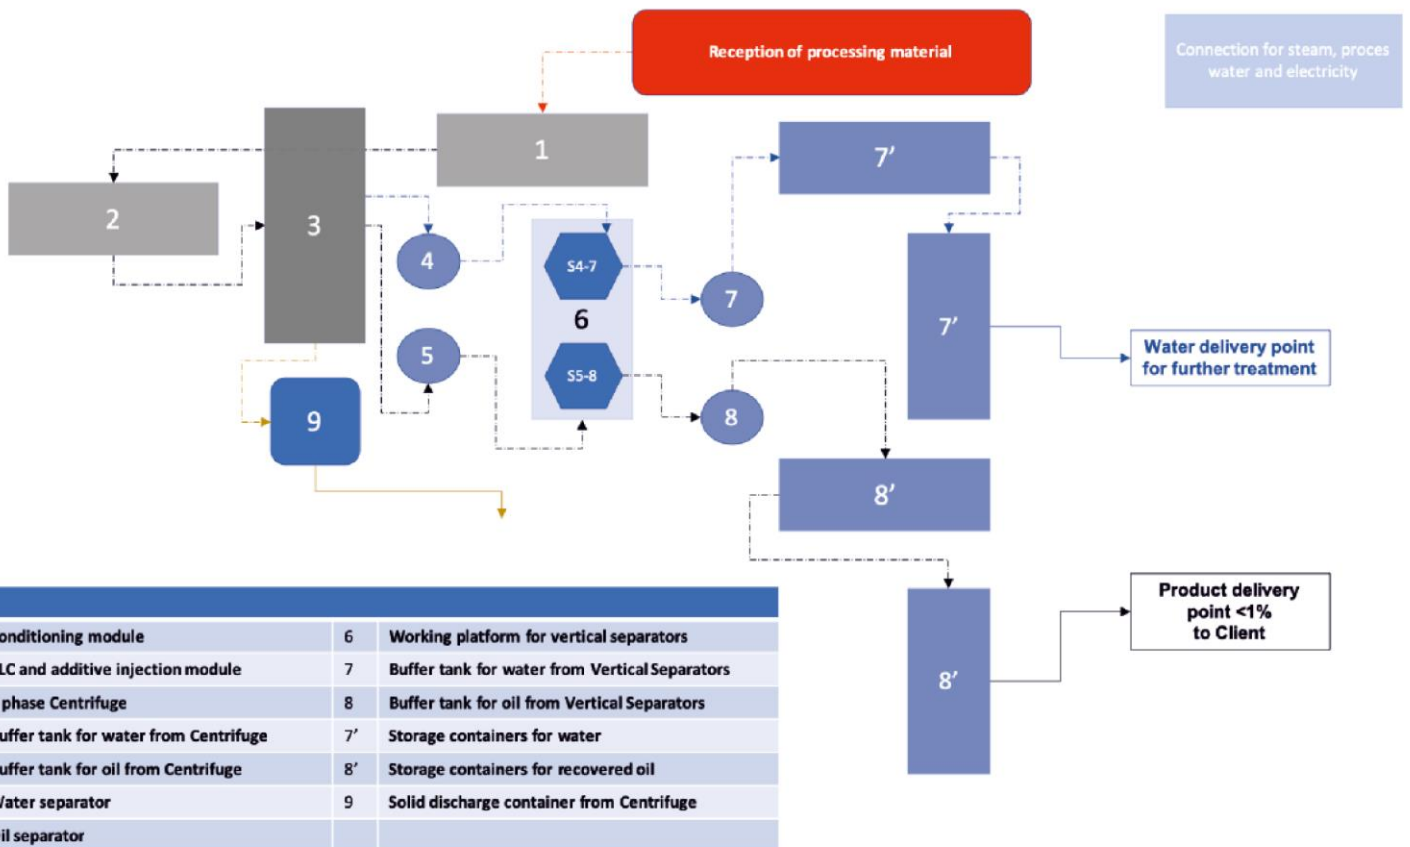 Reception of processing material
Connection for steam, proces
water and electricity
1
2
3
4
5
S4-7
6
S5-8
7
8
7’
7’
Water delivery point
for further treatment
9
8’
8’
Product delivery
point <1%
to Client
onditioning module 6 Working platform for vertical separators
LC and additive injection module 7 Buffer tank for water from Vertical Separators
phase Centrifuge 8 Buffer tank for oil from Vertical Separators
uffer tank for water from Centrifuge 7’ Storage containers for water
uffer tank for oil from Centrifuge 8’ Storage containers for recovered oil
Water separator 9 Solid discharge container from Centrifuge
il separator